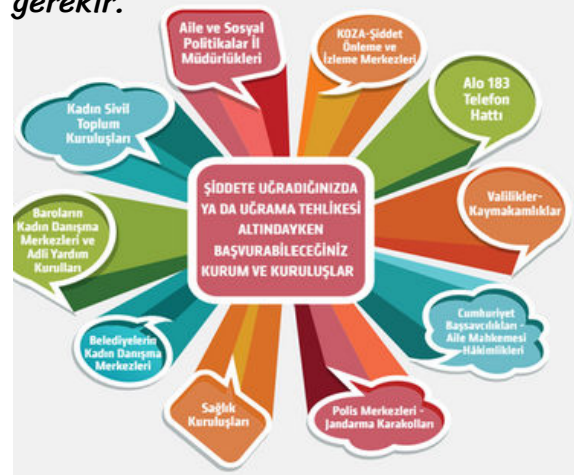 gerekir.
Aile ve Sosyal
Politikalar İl
Müdürlükleri
KOZA-Şiddet
Önleme ve
İzleme Merkezleri
Alo 183
Telefon
Hattı
Valilikler-
Kaymakamlıklar
Cumhuriyet
Başsavcılıkları -
Aile Mahkemesi
Hâkimlikleri
Polis Merkezleri -
Jandarma Karakolları
Sağlık
Kuruluşları
Belediyelerin
Kadın Danışma
Merkezleri
Baroların
Kadın Danışma
Merkezleri ve
Adli Yardım
Kurulları
Kadın Sivil
Toplum
Kuruluşları
ŞİDDETE UĞRADIĞINIZDA
YA DA UĞRAMA TEHLİKESİ
ALTINDAYKEN
BAŞVURABİLECEĞİNİZ
KURUM VE KURULUŞLAR